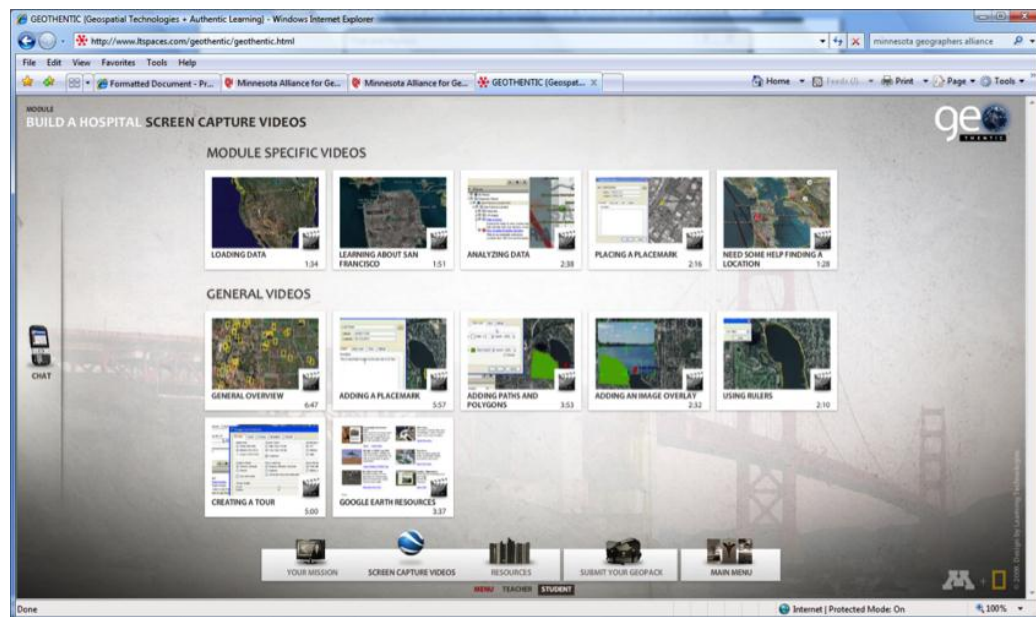 GEOTHENTIC (Geospatial Technologies + Authentic Learning) - Windows Internet Explorer
http://www.ltspaces.com/geothentic/geothentic.html
minnesota geographers alliance
File Edit View Favorites Tools Help
Formatted Document - Pr... Minnesota Alliance for Ge... Minnesota Alliance for Ge... GEOTHENTIC (Geospat... Home Feeds (J) Print Page Tools
MODULE
BUILD A HOSPITAL SCREEN CAPTURE VIDEOS
geo
THENTIC
MODULE SPECIFIC VIDEOS
LOADING DATA
1:34
LEARNING ABOUT SAN
FRANCISCO
1:51
ANALYZING DATA
2:38
PLACING A PLACEMARK
2:16
NEED SOME HELP FINDING A
LOCATION
1:28
GENERAL VIDEOS
GENERAL OVERVIEW
6:47
ADDING A PLACEMARK
5:57
ADDING PATHS AND
POLYGONS
3:53
ADDING AN IMAGE OVERLAY
2:32
USING RULERS
2:10
CHAT
CREATING A TOUR
5:00
GOOGLE EARTH RESOURCES
3:37
YOUR MISSION
SCREEN CAPTURE VIDEOS
RESOURCES
SUBMIT YOUR GEOPACK
MAIN MENU
MENU TEACHER STUDENT
M +
Design by Learning Technologies
Done
Internet | Protected Mode: On
100%